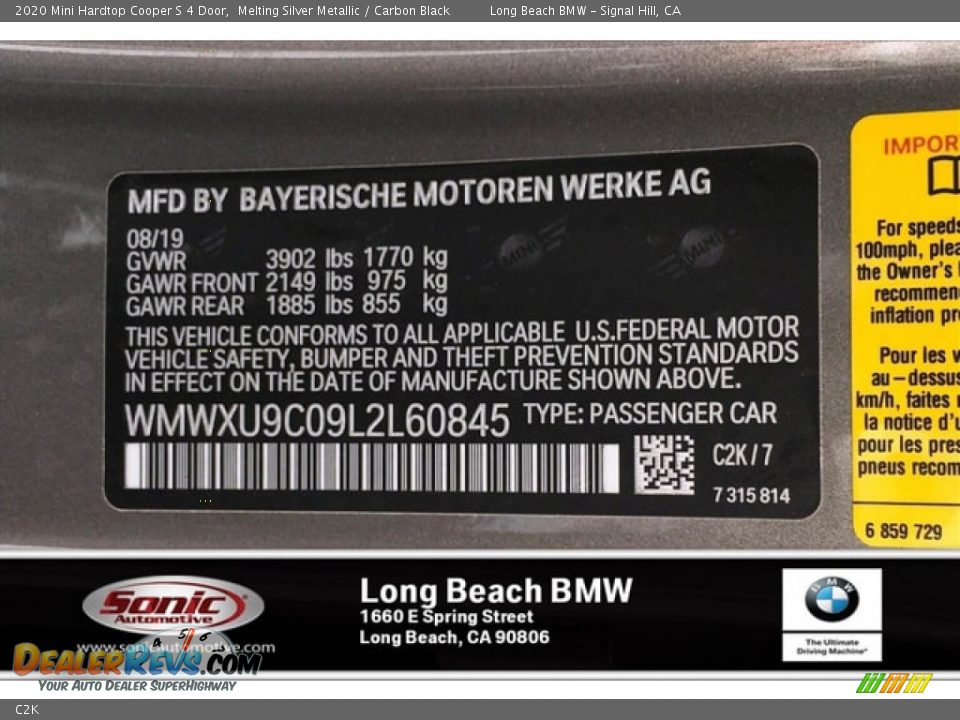 2020 Mini Hardtop Cooper S 4 Door, Melting Silver Metallic / Carbon Black Long Beach BMW - Signal Hill, CA
MFD BY BAYERISCHE MOTOREN WERKE AG
08/19
GVWR 3902 lbs 1770 kg
GAWR FRONT 2149 lbs 975 kg
GAWR REAR 1885 lbs 855 kg
MINI MINI
THIS VEHICLE CONFORMS TO ALL APPLICABLE U.S.FEDERAL MOTOR
VEHICLE SAFETY, BUMPER AND THEFT PREVENTION STANDARDS
IN EFFECT ON THE DATE OF MANUFACTURE SHOWN ABOVE.
WMWXU9C09L2L60845 TYPE: PASSENGER CAR
C2K / 7
7 315 814
IMPOR
For speeds
100mph, plea
the Owner's
recommen
inflation pre
Pour les v
au-dessus
km/h, faites
la notice d'u
pour les pres
pneus recom
6 859 729
Sonic
Automotive
www.sonicautomotive.com
Long Beach BMW
1660 E Spring Street
Long Beach, CA 90806
BMW
The Ultimate
Driving Machine®
4 5 6
DealerRevs.com
Your Auto Dealer SuperHighway
C2K